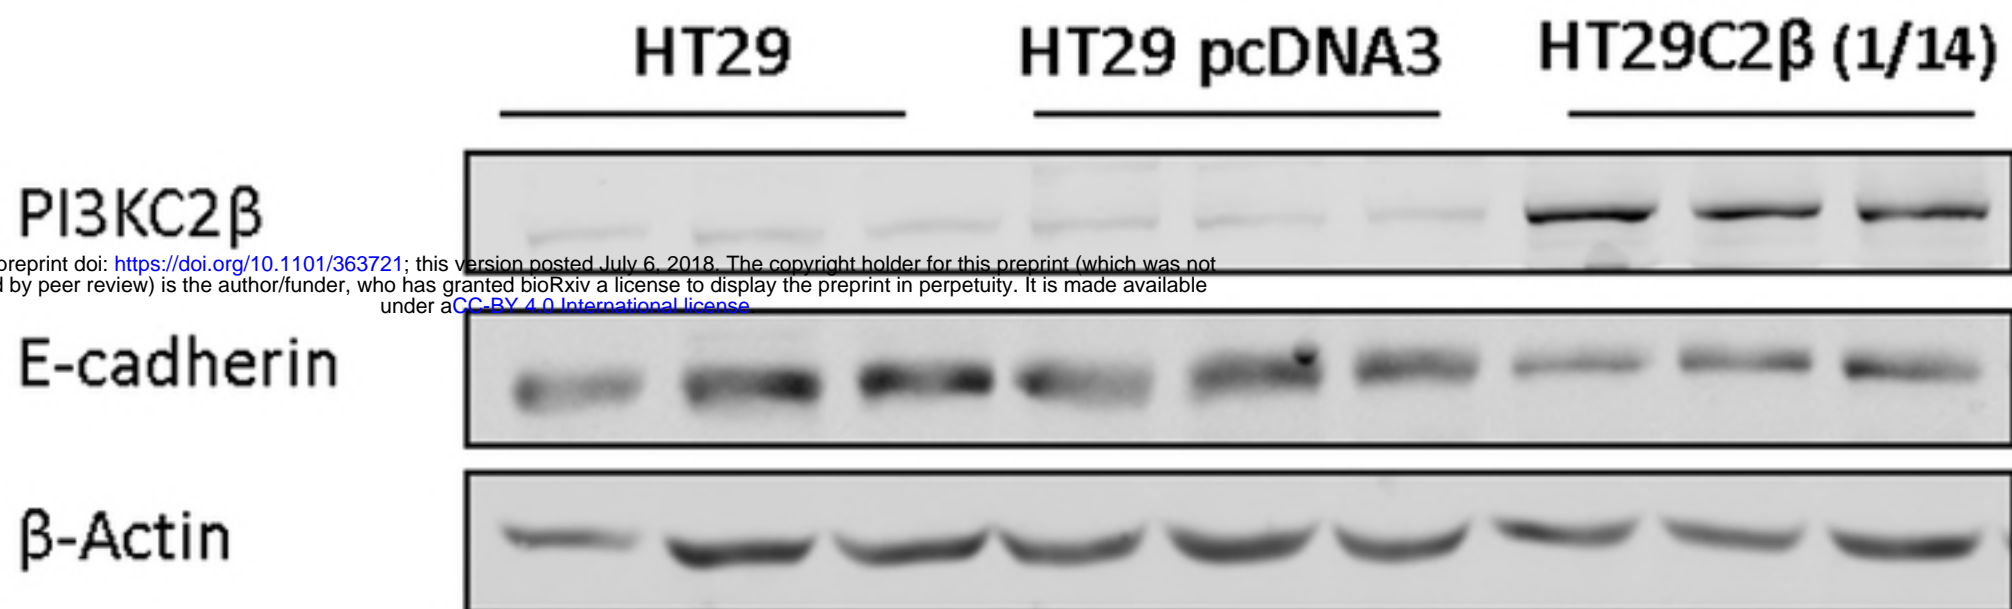 HT29 HT29 pcDNA3 HT29C2β (1/14)
PI3KC2β
preprint doi: https://doi.org/10.1101/363721; this version posted July 6, 2018. The copyright holder for this preprint (which was not
by peer review) is the author/funder, who has granted bioRxiv a license to display the preprint in perpetuity. It is made available
under aCC-BY 4.0 International license
E-cadherin
β-Actin